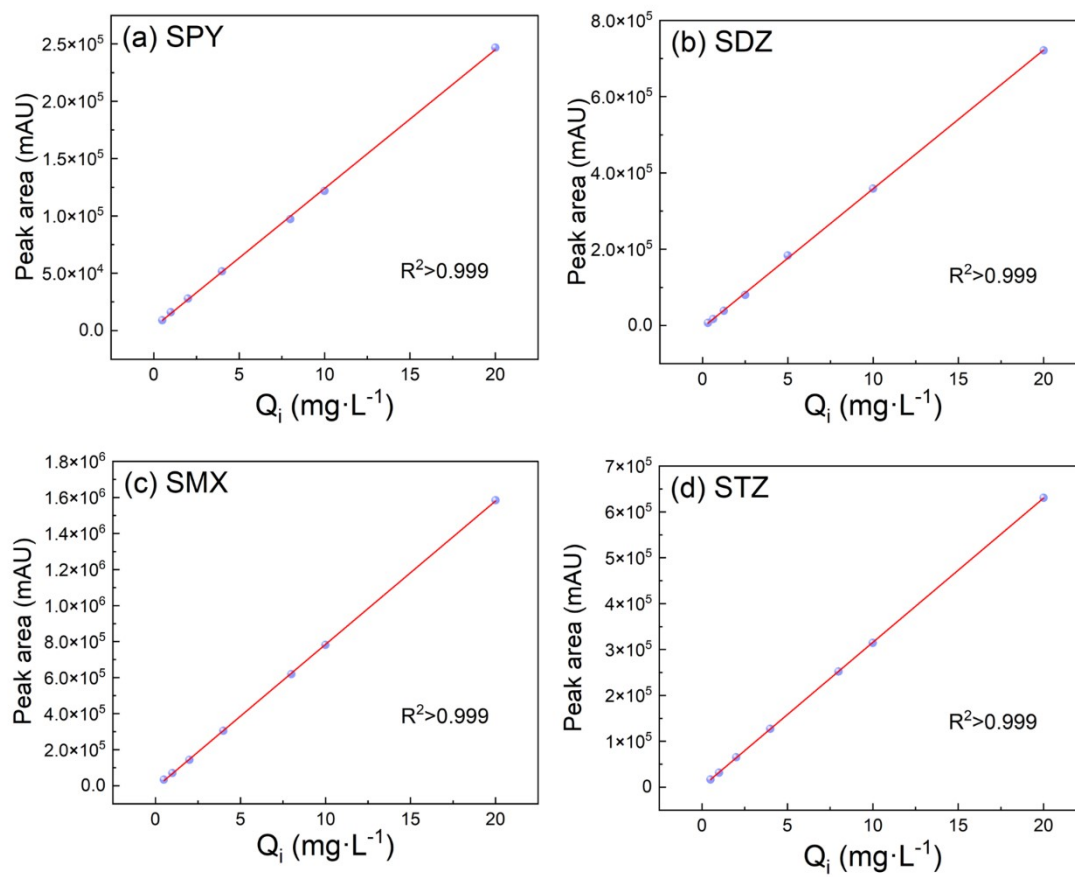 (a) SPY
Peak area (mAU)
2.5×10⁵
2.0×10⁵
1.5×10⁵
1.0×10⁵
5.0×10⁴
0.0
R²>0.999
0 5 10 15 20
Qᵢ (mg·L⁻¹)
(b) SDZ
Peak area (mAU)
8.0×10⁵
6.0×10⁵
4.0×10⁵
2.0×10⁵
0.0
R²>0.999
0 5 10 15 20
Qᵢ (mg·L⁻¹)
(c) SMX
Peak area (mAU)
1.8×10⁶
1.6×10⁶
1.4×10⁶
1.2×10⁶
1.0×10⁶
8.0×10⁵
6.0×10⁵
4.0×10⁵
2.0×10⁵
0.0
R²>0.999
0 5 10 15 20
Qᵢ (mg·L⁻¹)
(d) STZ
Peak area (mAU)
7×10⁵
6×10⁵
5×10⁵
4×10⁵
3×10⁵
2×10⁵
1×10⁵
0
R²>0.999
0 5 10 15 20
Qᵢ (mg·L⁻¹)